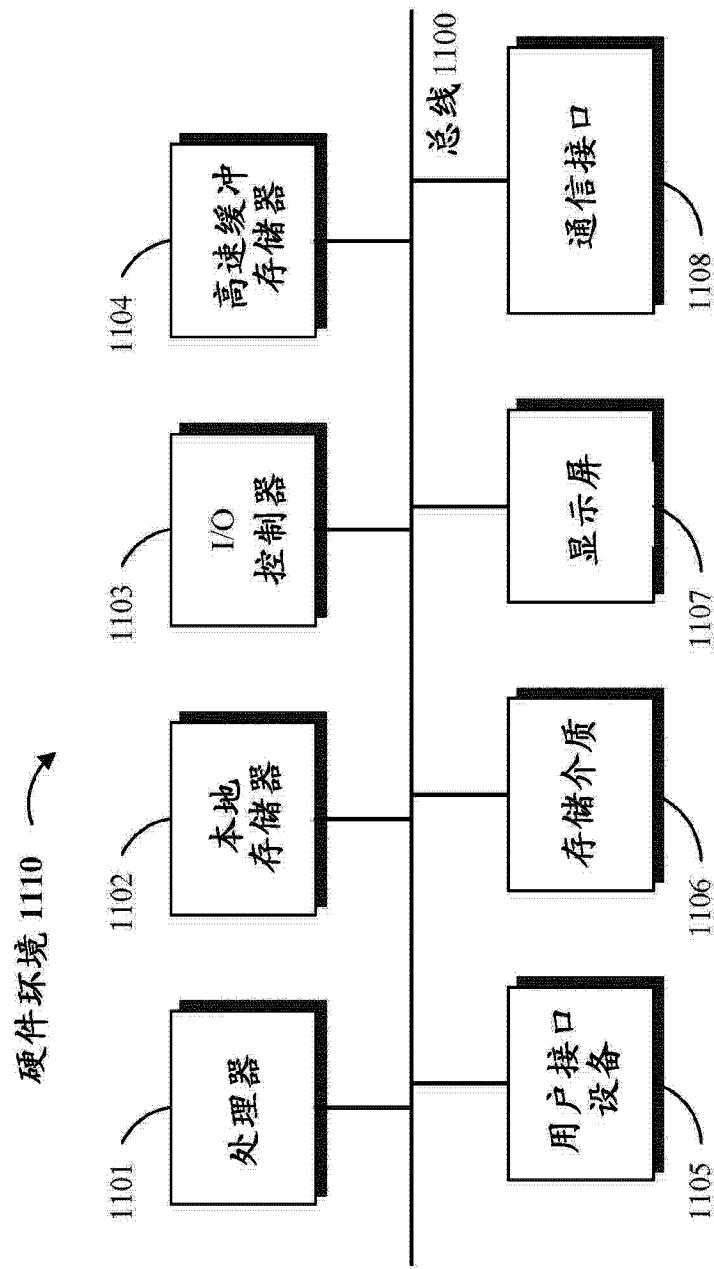 硬件环境 1110
1101
1102
1103
1104
处理器
本地
存储器
I/O
控制器
高速缓冲
存储器
总线 1100
用户接口
设备
存储介质
显示屏
通信接口
1105
1106
1107
1108